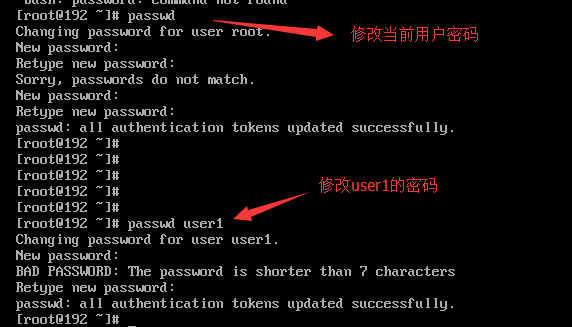 bash: password: command not found
[root@192 ~]# passwd
修改当前用户密码
Changing password for user root.
New password:
Retype new password:
Sorry, passwords do not match.
New password:
Retype new password:
passwd: all authentication tokens updated successfully.
[root@192 ~]#
[root@192 ~]#
[root@192 ~]#
[root@192 ~]#
[root@192 ~]#
修改user1的密码
[root@192 ~]# passwd user1
Changing password for user user1.
New password:
BAD PASSWORD: The password is shorter than 7 characters
Retype new password:
passwd: all authentication tokens updated successfully.
[root@192 ~]#